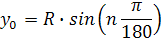 y₀ = R · sin(n π/180)